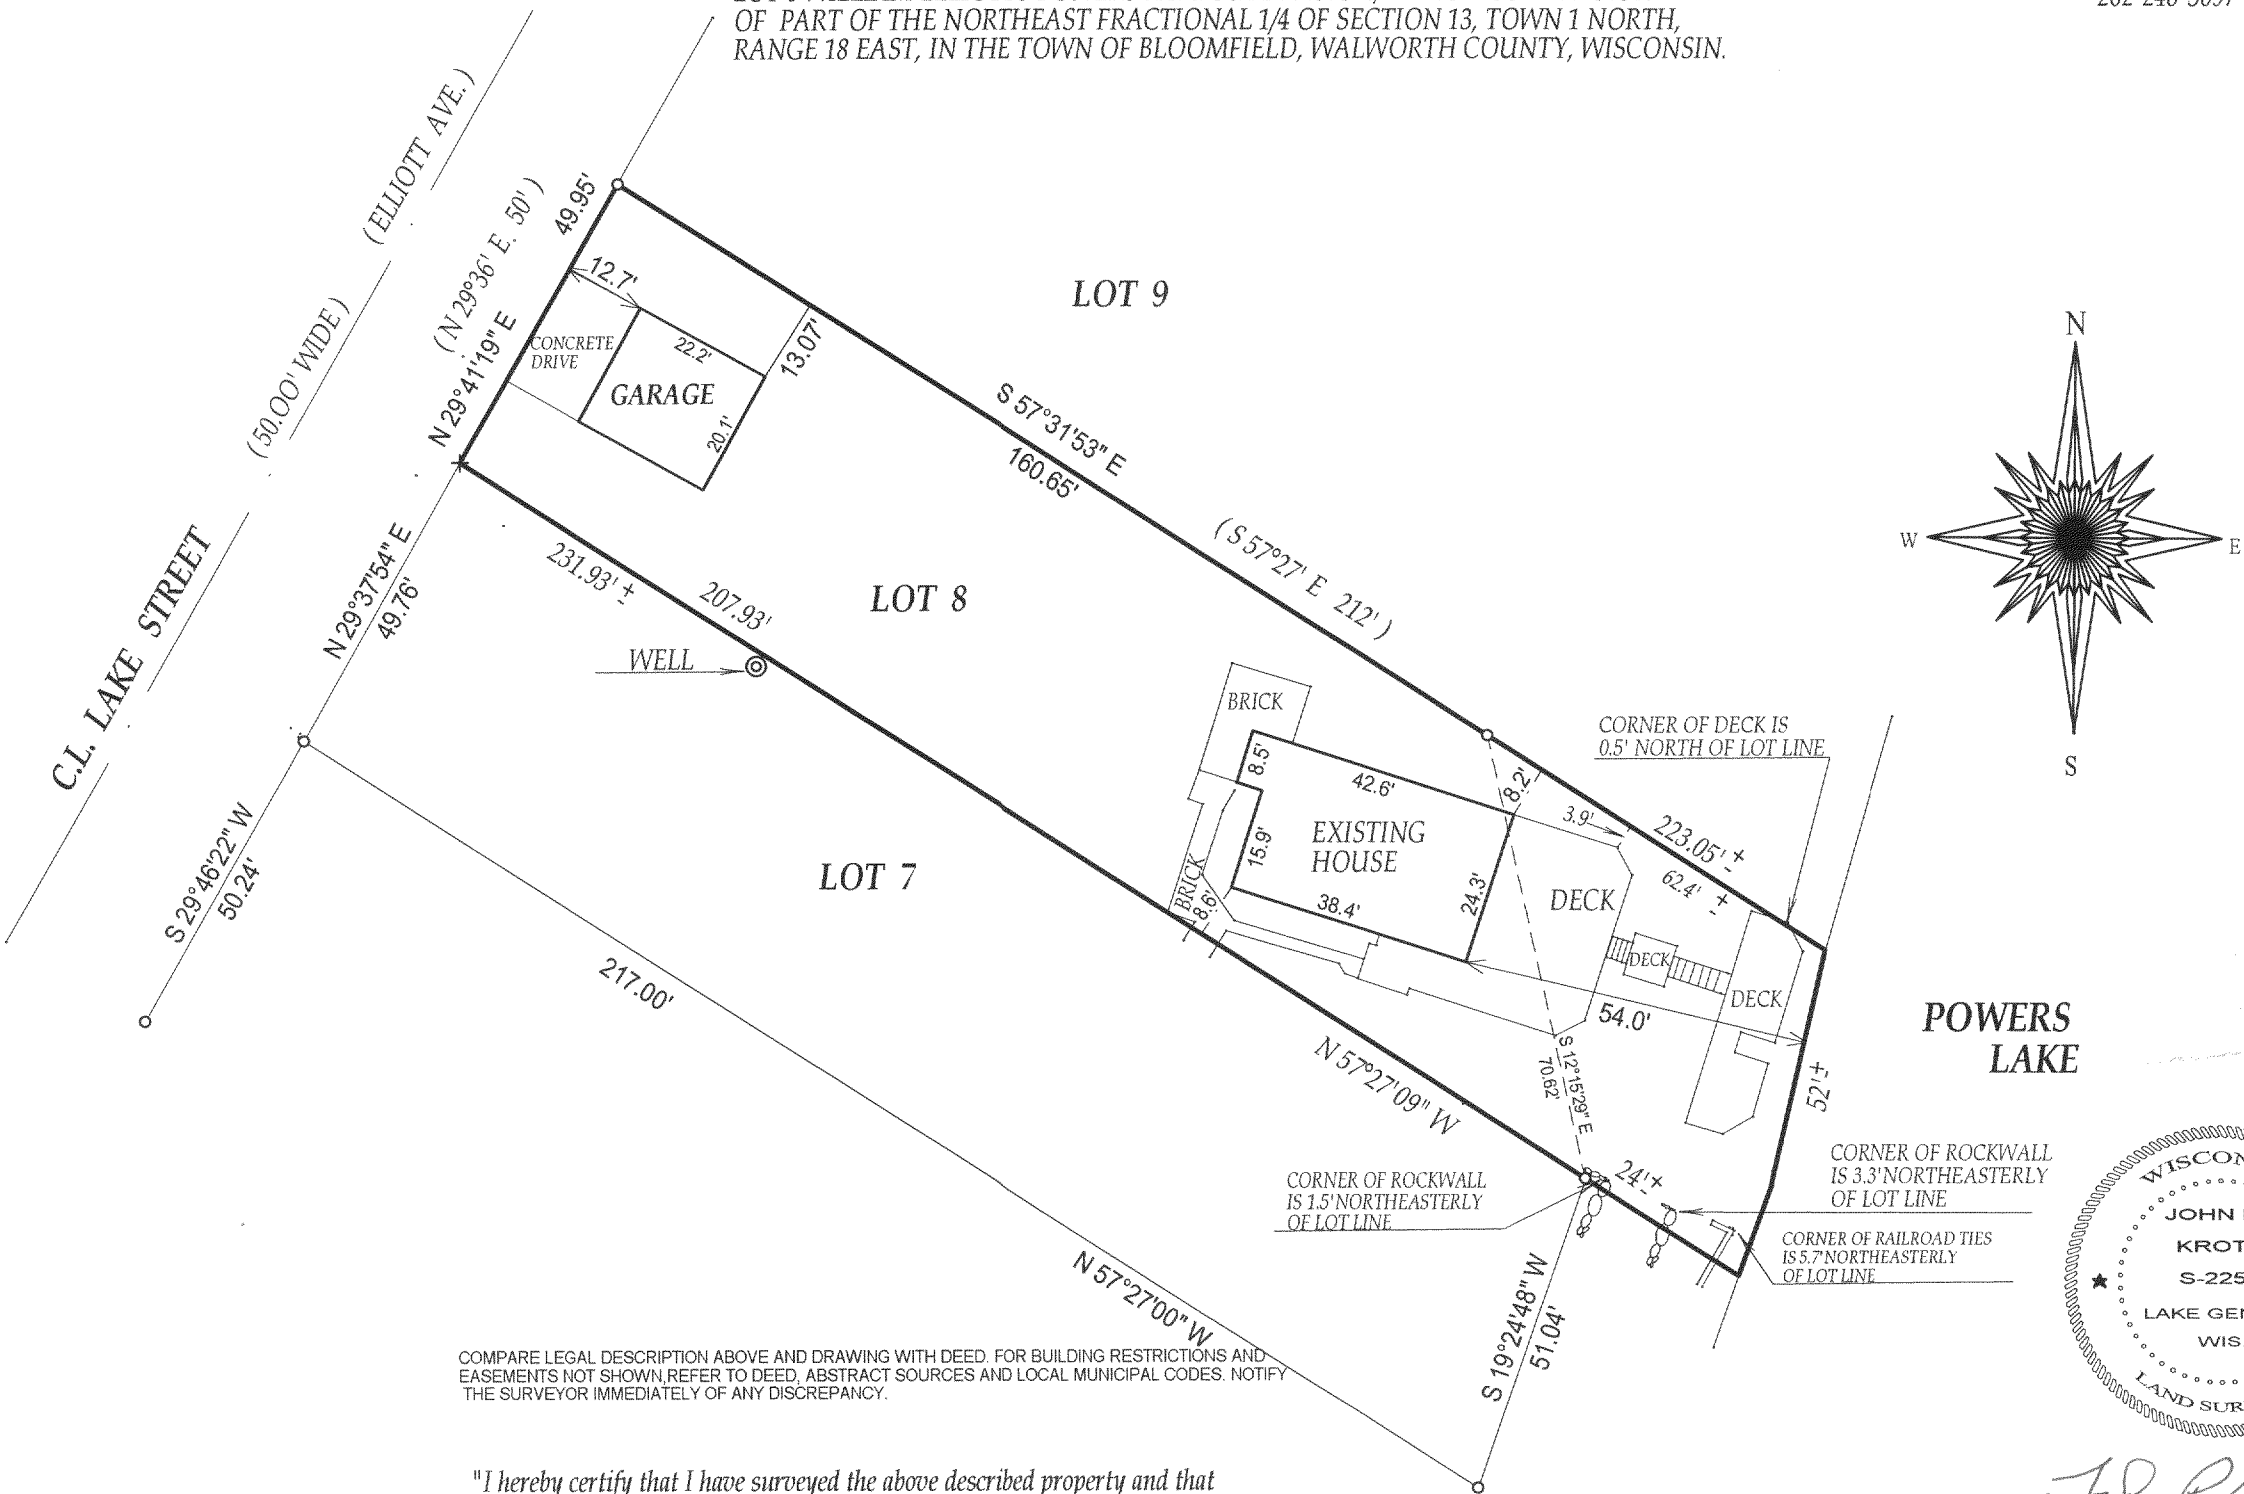 OF PART OF THE NORTHEAST FRACTIONAL 1/4 OF SECTION 13, TOWN 1 NORTH,
RANGE 18 EAST, IN THE TOWN OF BLOOMFIELD, WALWORTH COUNTY, WISCONSIN.
(ELLIOTT AVE.)
(50.OO' WIDE)
C.L. LAKE STREET
(N 29°36' E. 50')
49.95'
N 29°41'19" E
12.7'
CONCRETE
DRIVE
22.2'
GARAGE
20.1'
13.07'
LOT 9
S 57°31'53" E
160.65'
(S 57°27' E 212')
N
W
E
S
N 29°37'54" E
49.76'
231.93' ±
207.93'
LOT 8
WELL
S 29°46'22" W
50.24'
LOT 7
217.00'
BRICK
8.5'
42.6'
8.2'
EXISTING
HOUSE
15.9'
BRICK
8.6'
38.4'
24.3'
3.9'
CORNER OF DECK IS
0.5' NORTH OF LOT LINE
223.05' ±
62.4' ±
DECK
DECK
DECK
54.0'
POWERS
LAKE
52'±
N 57°27'09" W
S 12°15'29" E
70.62'
24'±
CORNER OF ROCKWALL
IS 1.5' NORTHEASTERLY
OF LOT LINE
CORNER OF ROCKWALL
IS 3.3' NORTHEASTERLY
OF LOT LINE
CORNER OF RAILROAD TIES
IS 5.7' NORTHEASTERLY
OF LOT LINE
S 19°24'48" W
51.04'
N 57°27'00" W
WISCON
JOHN
KROT
S-225
LAKE GE
WIS
LAND SUR
COMPARE LEGAL DESCRIPTION ABOVE AND DRAWING WITH DEED. FOR BUILDING RESTRICTIONS AND
EASEMENTS NOT SHOWN,REFER TO DEED, ABSTRACT SOURCES AND LOCAL MUNICIPAL CODES. NOTIFY
THE SURVEYOR IMMEDIATELY OF ANY DISCREPANCY.
"I hereby certify that I have surveyed the above described property and that